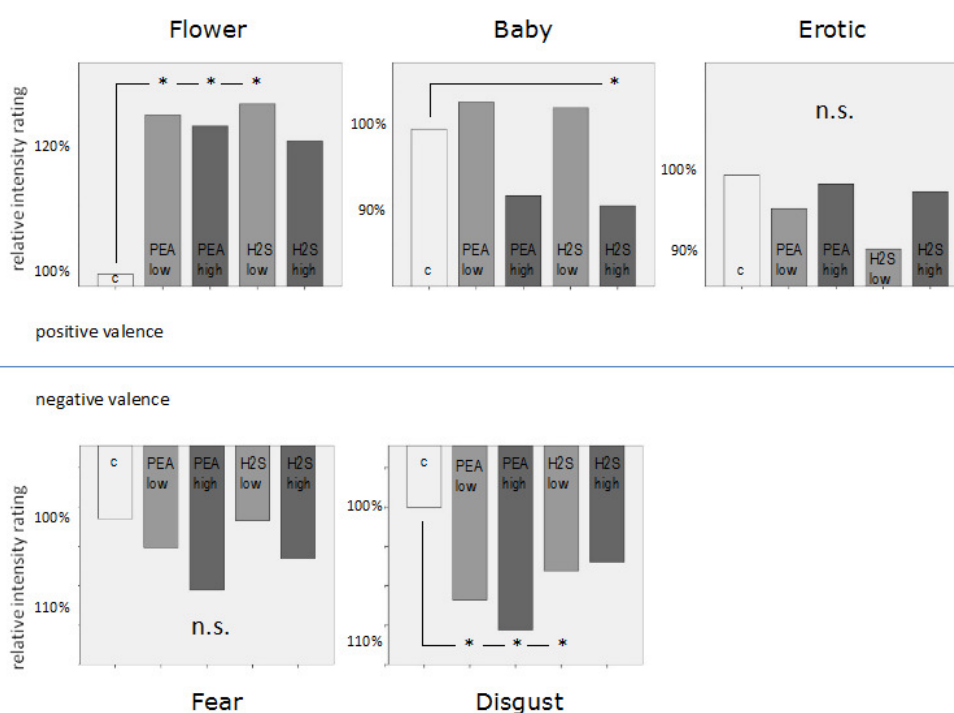 Flower
Baby
Erotic
relative intensity rating
120%
100%
* * *
c
PEA low
PEA high
H2S low
H2S high
100%
90%
*
c
PEA low
PEA high
H2S low
H2S high
100%
90%
n.s.
c
PEA low
PEA high
H2S low
H2S high
positive valence
negative valence
relative intensity rating
100%
110%
c
PEA low
PEA high
H2S low
H2S high
n.s.
100%
110%
c
PEA low
PEA high
H2S low
H2S high
* * *
Fear
Disgust